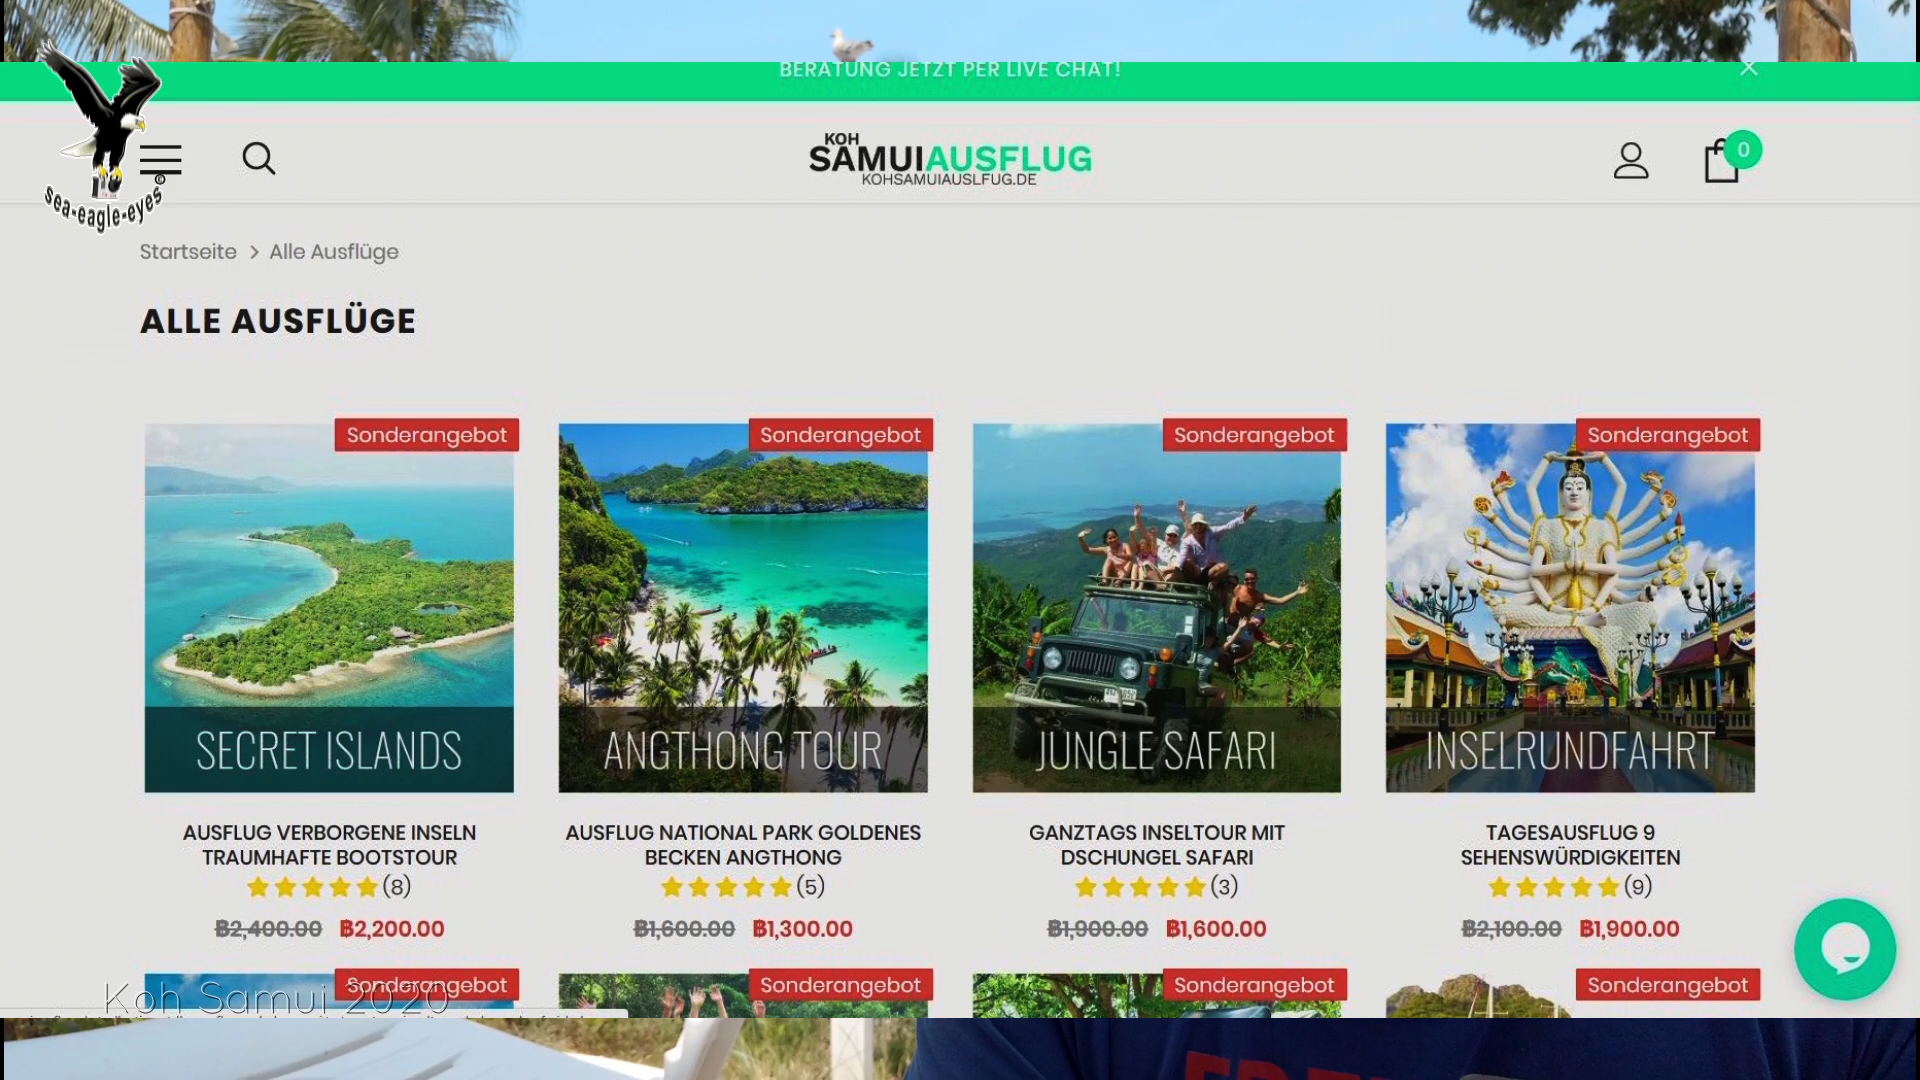 BERATUNG JETZT PER LIVE CHAT!
sea-eagle-eyes
©
KOH
SAMUIAUSFLUG
KOHSAMUIAUSLFUG.DE
0
Startseite > Alle Ausflüge
ALLE AUSFLÜGE
Sonderangebot
Sonderangebot
Sonderangebot
Sonderangebot
SECRET ISLANDS
ANGTHONG TOUR
JUNGLE SAFARI
INSELRUNDFAHRT
AUSFLUG VERBORGENE INSELN
TRAUMHAFTE BOOTSTOUR
(8)
฿2,400.00 ฿2,200.00
AUSFLUG NATIONAL PARK GOLDENES
BECKEN ANGTHONG
(5)
฿1,600.00 ฿1,300.00
GANZTAGS INSELTOUR MIT
DSCHUNGEL SAFARI
(3)
฿1,900.00 ฿1,600.00
TAGESAUSFLUG 9
SEHENSWÜRDIGKEITEN
(9)
฿2,100.00 ฿1,900.00
Sonderangebot
Sonderangebot
Sonderangebot
Sonderangebot
Koh Samui 2020